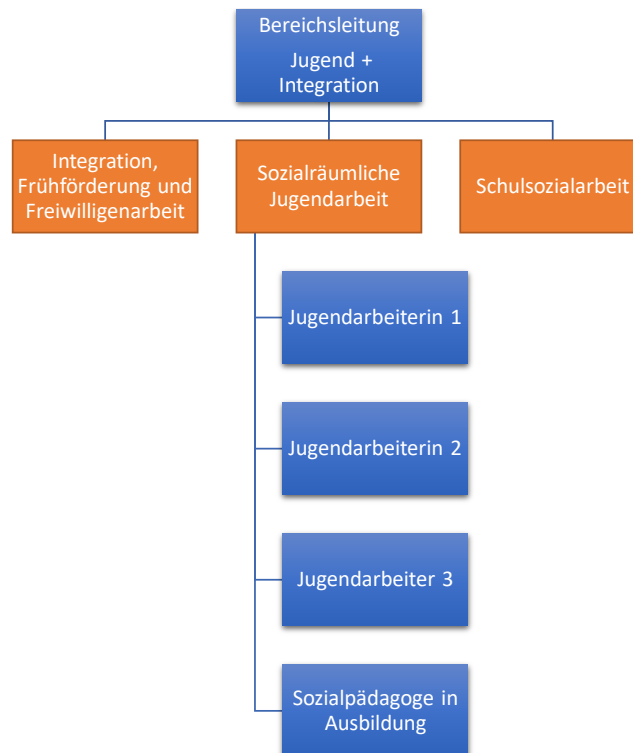 Bereichsleitung
Jugend +
Integration
Integration,
Frühförderung und
Freiwilligenarbeit
Sozialräumliche
Jugendarbeit
Schulsozialarbeit
Jugendarbeiterin 1
Jugendarbeiterin 2
Jugendarbeiter 3
Sozialpädagoge in
Ausbildung